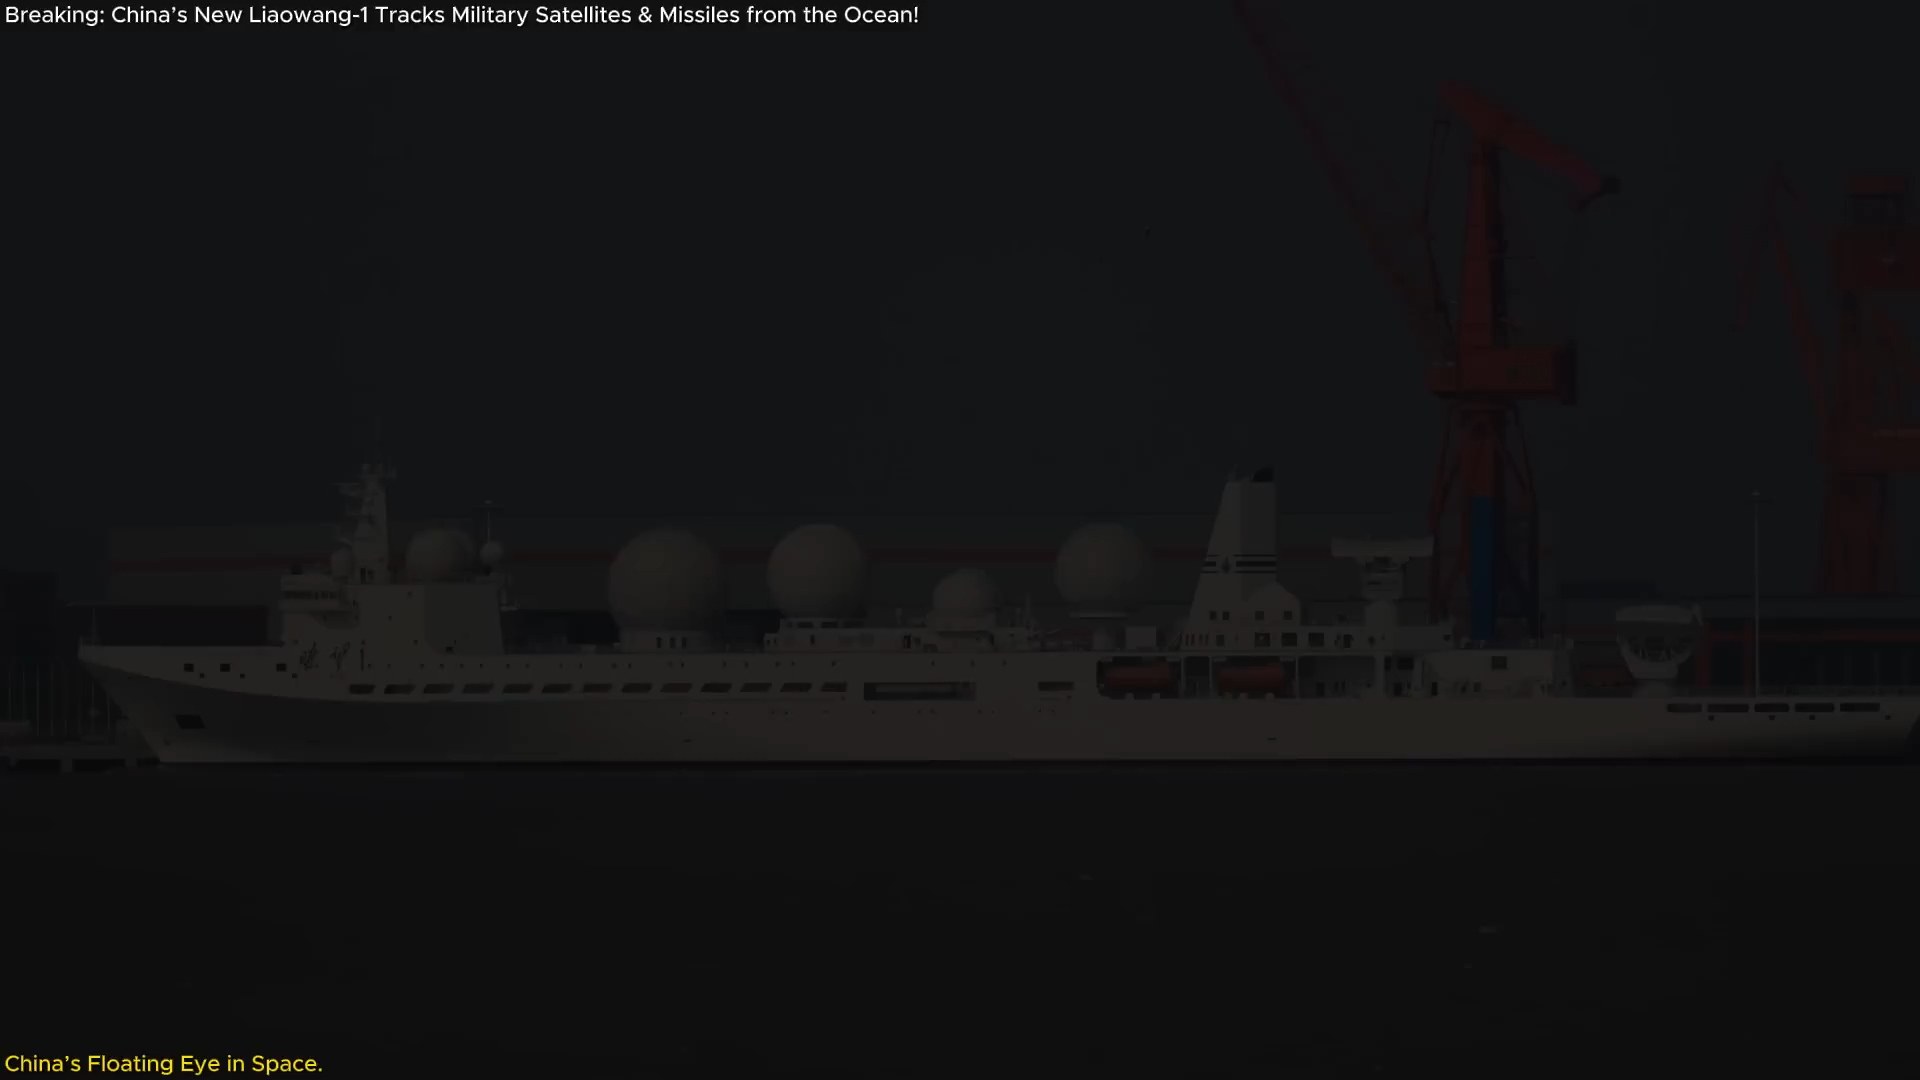 Breaking: China’s New Liaowang-1 Tracks Military Satellites & Missiles from the Ocean!
China’s Floating Eye in Space.